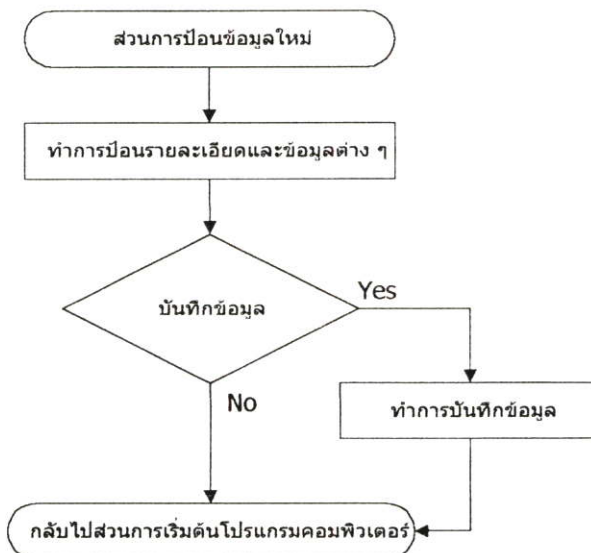 ส่วนการป้อนข้อมูลใหม่
ทำการป้อนรายละเอียดและข้อมูลต่าง ๆ
บันทึกข้อมูล
Yes
No
ทำการบันทึกข้อมูล
กลับไปส่วนการเริ่มต้นโปรแกรมคอมพิวเตอร์